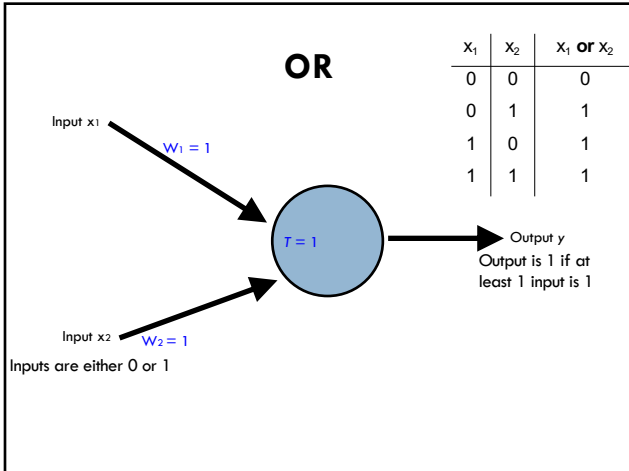 OR
x₁ x₂ x₁ or x₂
0 0 0
0 1 1
1 0 1
1 1 1
Input x₁
W₁ = 1
T = 1
Output y
Output is 1 if at
least 1 input is 1
Input x₂
W₂ = 1
Inputs are either 0 or 1